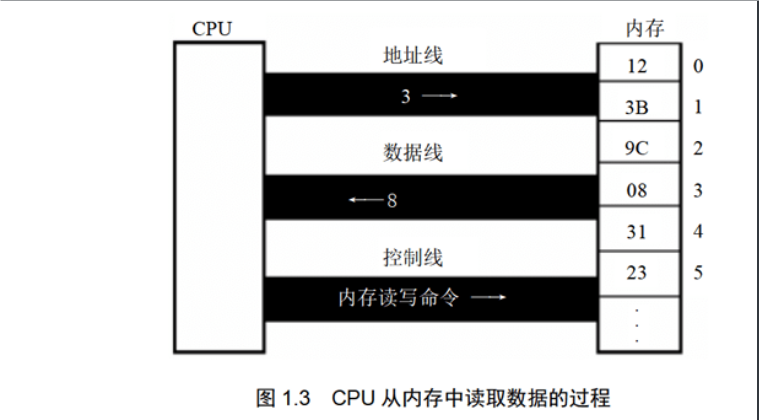 CPU
内存
地址线
12 0
3 →
3B 1
数据线
9C 2
08 3
← 8
31 4
控制线
23 5
内存读写命令 →
图 1.3 CPU 从内存中读取数据的过程